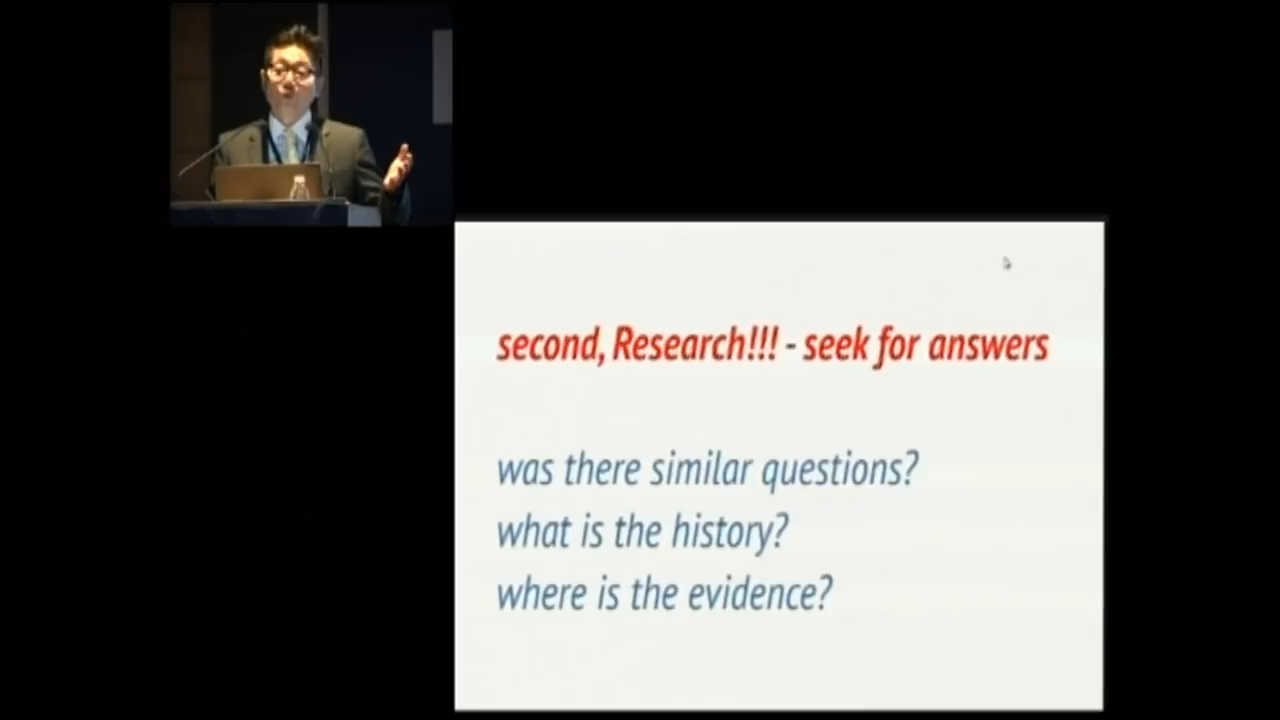 second, Research!!! - seek for answers
was there similar questions?
what is the history?
where is the evidence?